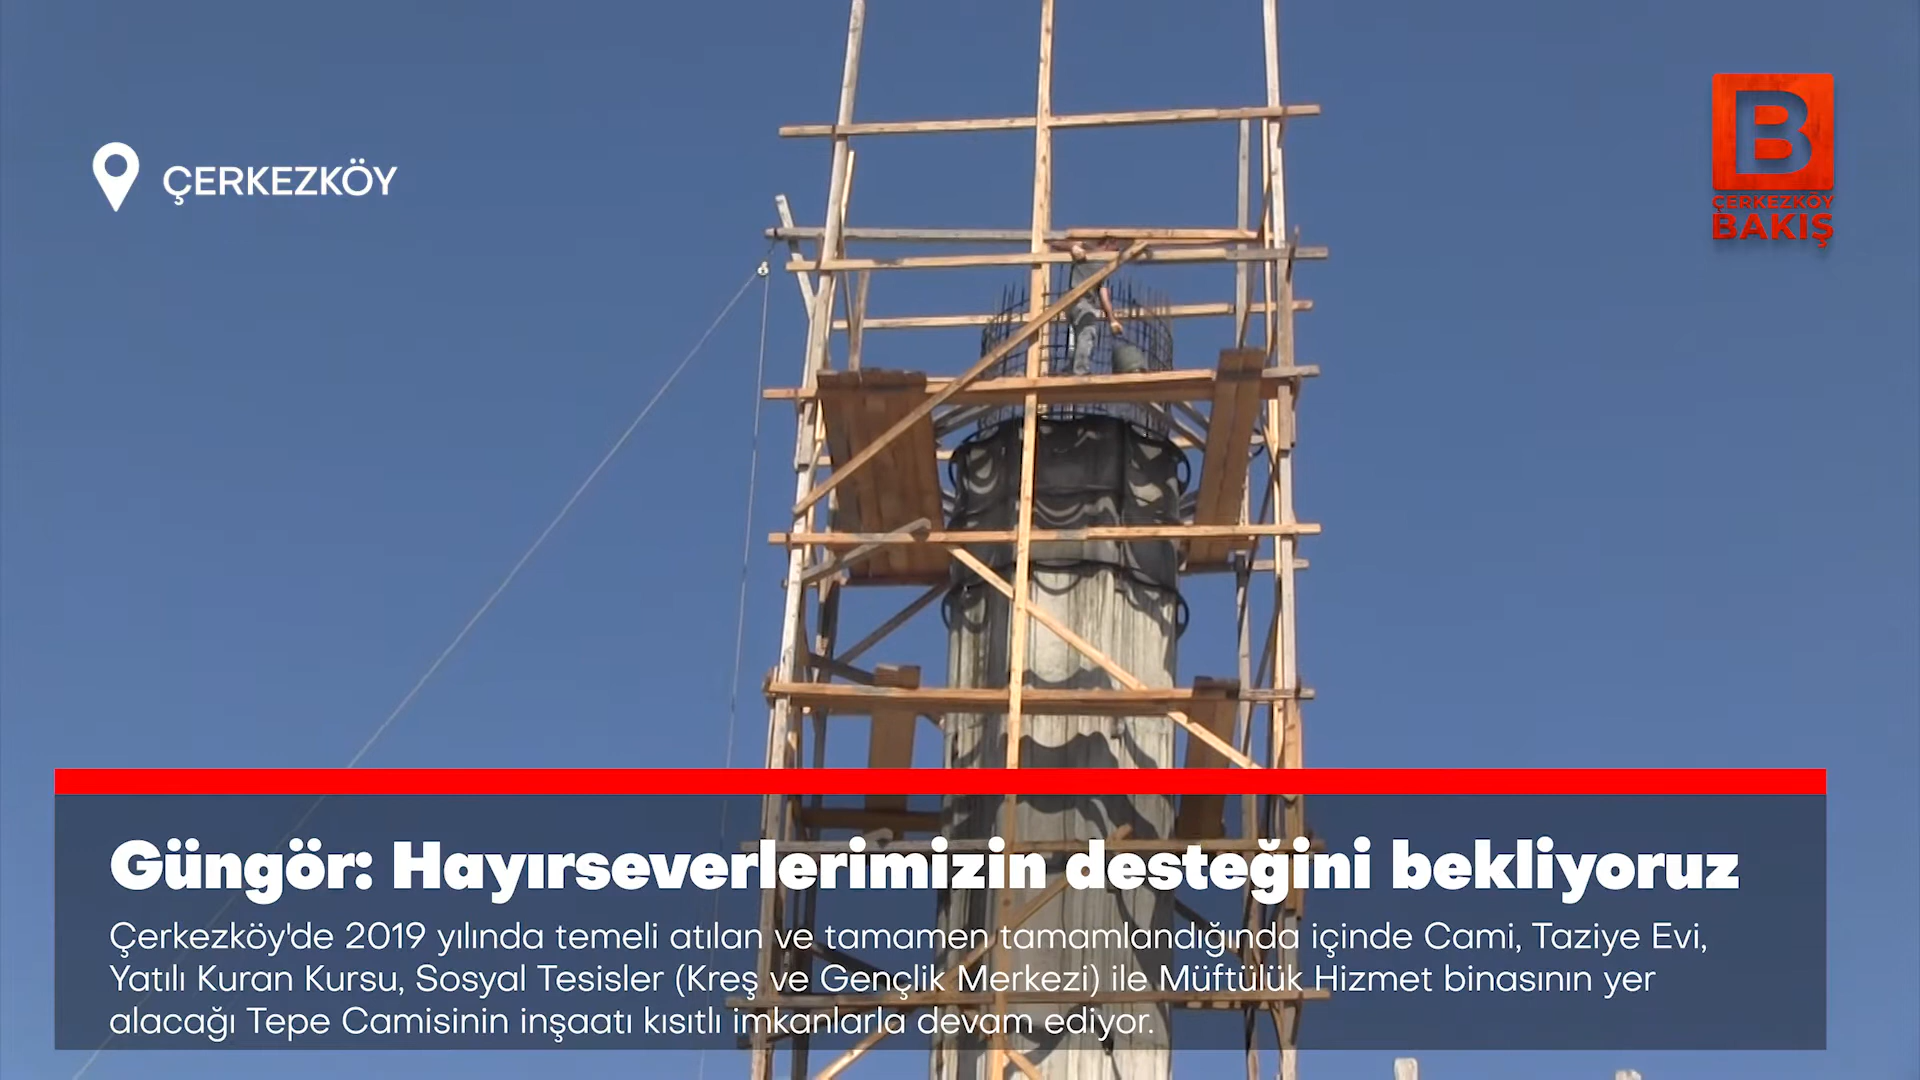 ÇERKEZKÖY
B
ÇERKEZKÖY
BAKIŞ
Güngör: Hayırseverlerimizin desteğini bekliyoruz
Çerkezköy'de 2019 yılında temeli atılan ve tamamen tamamlandığında içinde Cami, Taziye Evi,
Yatılı Kuran Kursu, Sosyal Tesisler (Kreş ve Gençlik Merkezi) ile Müftülük Hizmet binasının yer
alacağı Tepe Camisinin inşaatı kısıtlı imkanlarla devam ediyor.